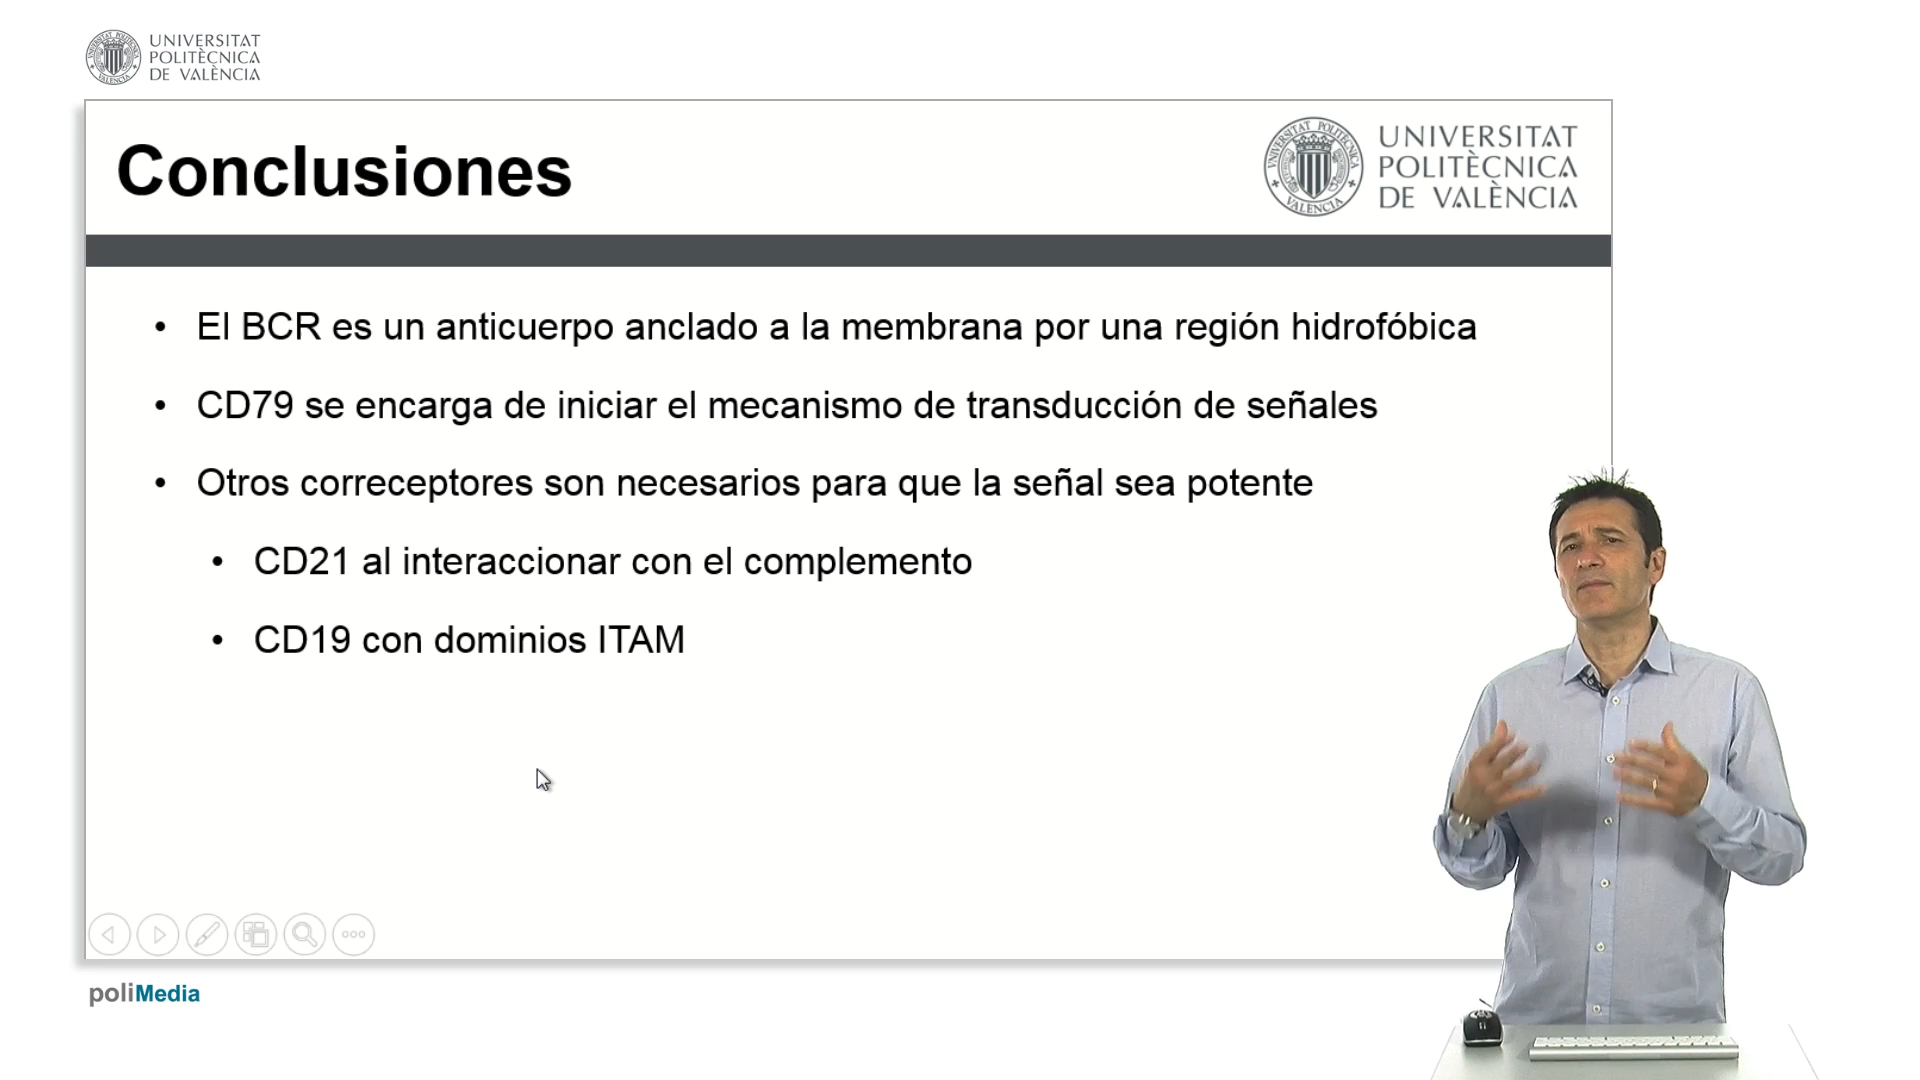 UNIVERSITAT
POLITÈCNICA
DE VALÈNCIA
Conclusiones
UNIVERSITAT
POLITÈCNICA
DE VALÈNCIA
• El BCR es un anticuerpo anclado a la membrana por una región hidrofóbica
• CD79 se encarga de iniciar el mecanismo de transducción de señales
• Otros correceptores son necesarios para que la señal sea potente
• CD21 al interaccionar con el complemento
• CD19 con dominios ITAM
poliMedia